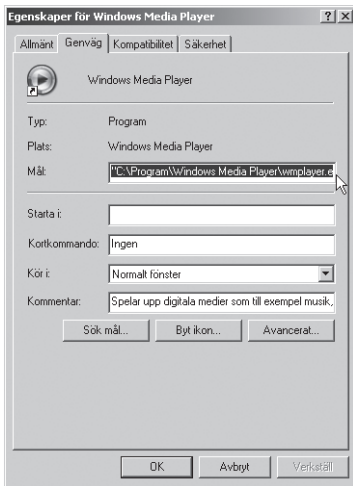 Egenskaper för Windows Media Player
Allmänt Genväg Kompatibilitet Säkerhet
Windows Media Player
Typ: Program
Plats: Windows Media Player
Mål: "C:\Program\Windows Media Player\wmplayer.e
Starta i:
Kortkommando: Ingen
Kör i: Normalt fönster
Kommentar: Spelar upp digitala medier som till exempel musik,
Sök mål... Byt ikon... Avancerat...
OK Avbryt Verkställ